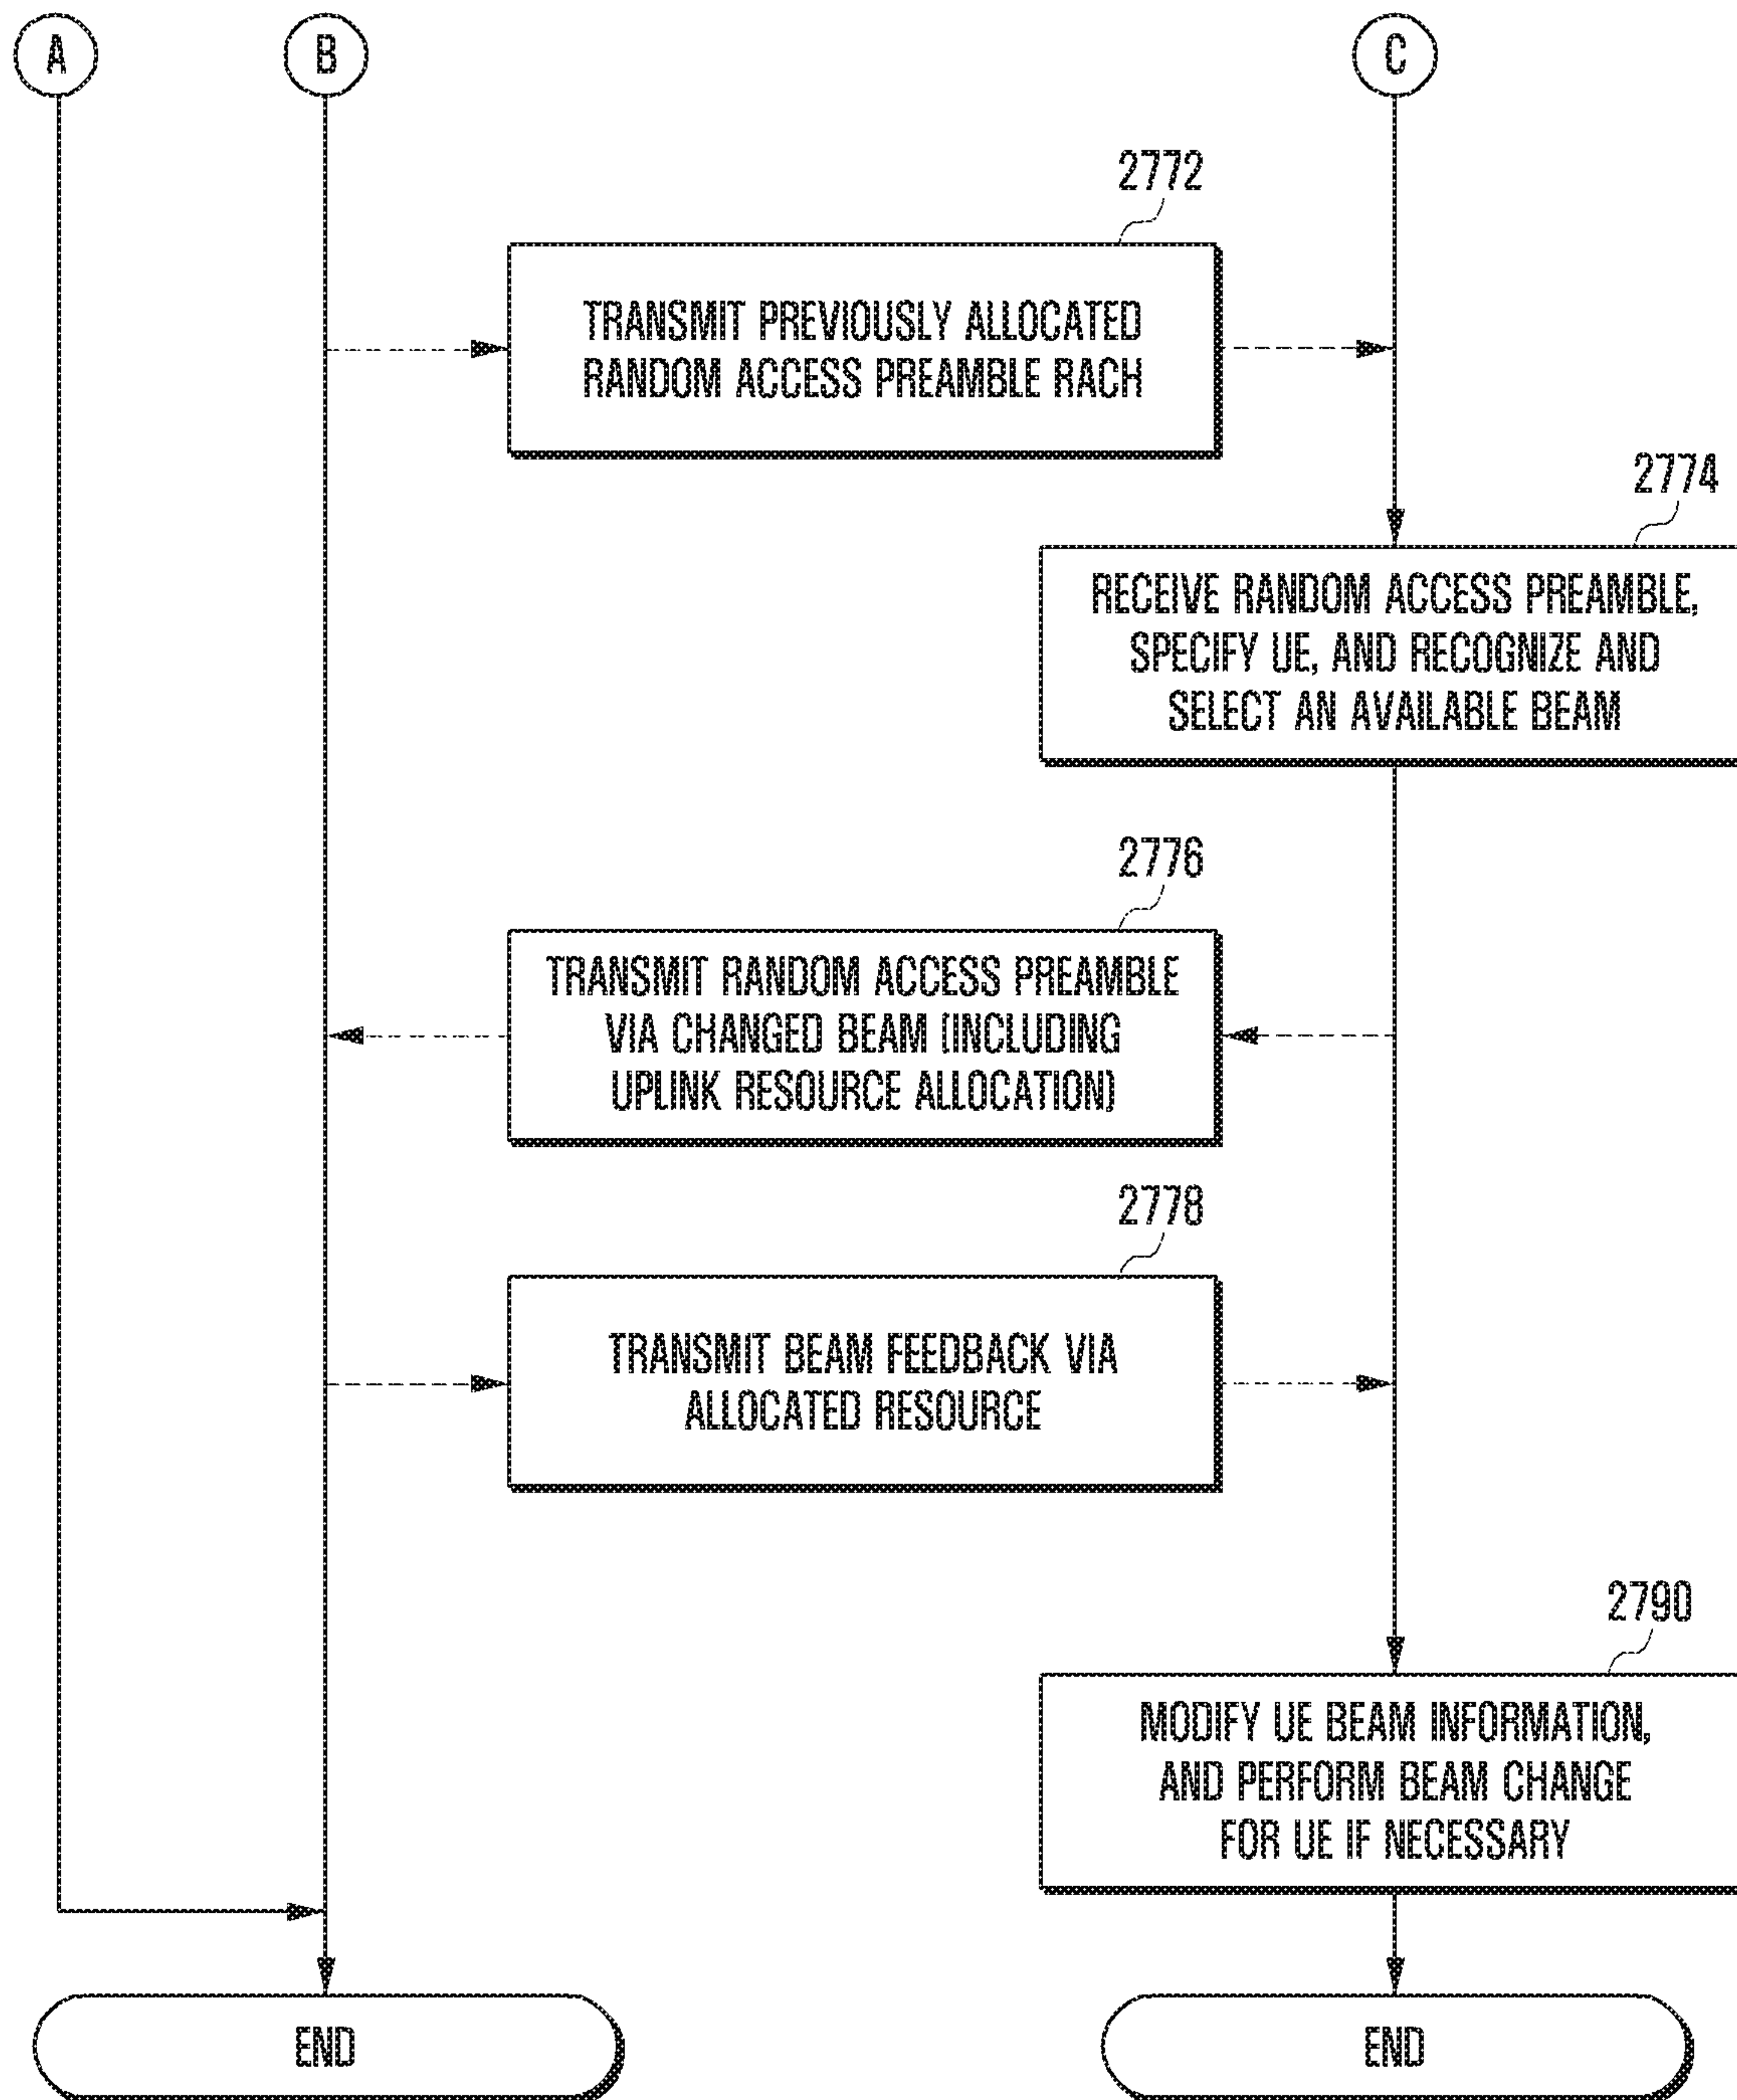 A
B
C
2772
TRANSMIT PREVIOUSLY ALLOCATED
RANDOM ACCESS PREAMBLE RACH
2774
RECEIVE RANDOM ACCESS PREAMBLE,
SPECIFY UE, AND RECOGNIZE AND
SELECT AN AVAILABLE BEAM
2776
TRANSMIT RANDOM ACCESS PREAMBLE
VIA CHANGED BEAM (INCLUDING
UPLINK RESOURCE ALLOCATION)
2778
TRANSMIT BEAM FEEDBACK VIA
ALLOCATED RESOURCE
2790
MODIFY UE BEAM INFORMATION,
AND PERFORM BEAM CHANGE
FOR UE IF NECESSARY
END
END